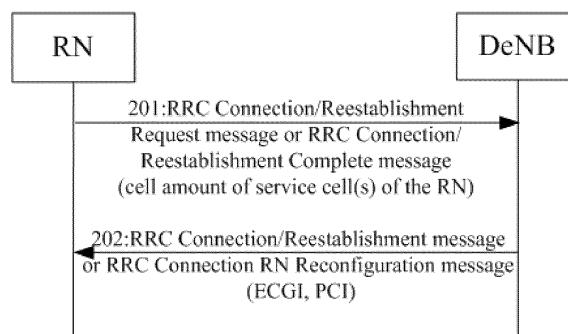 RN
DeNB
201:RRC Connection/Reestablishment
Request message or RRC Connection/
Reestablishment Complete message
(cell amount of service cell(s) of the RN)
202:RRC Connection/Reestablishment message
or RRC Connection RN Reconfiguration message
(ECGI, PCI)